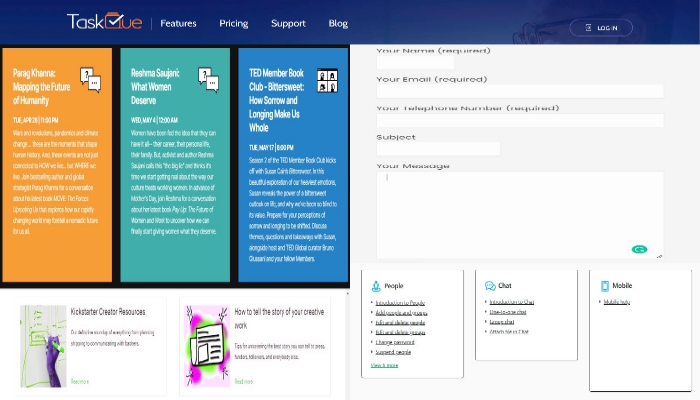 TaskQue
Features
Pricing
Support
Blog
LOG IN
Parag Khanna:
Mapping the Future
of Humanity
TUE, APR 26 | 11:00 PM
Wars and revolutions, pandemics and climate
change ... these are the moments that shape
human history. And, these events are not just
connected to HOW we live... but WHERE we
live. Join bestselling author and global
strategist Parag Khanna for a conversation
about his latest book MOVE: The Forces
Uprooting Us that explores how our rapidly
changing world may foretell a nomadic future
for us all.
Reshma Saujani:
What Women
Deserve
WED, MAY 4 | 12:00 AM
Women have been fed the idea that they can
have it all– their career, their personal life,
their family. But, activist and author Reshma
Saujani calls this "the big lie" and thinks it's
time we start getting real about the way our
culture treats working women. In advance of
Mother's Day, join Reshma for a conversation
about her latest book Pay Up: The Future of
Women and Work to uncover how we can
finally start giving women what they deserve.
TED Member Book
Club - Bittersweet:
How Sorrow and
Longing Make Us
Whole
TUE, MAY 17 | 8:00 PM
Season 2 of the TED Member Book Club kicks
off with Susan Cain's Bittersweet. In this
beautiful exploration of our heaviest emotions,
Susan reveals the power of a bittersweet
outlook on life, and why we've been so blind to
its value. Prepare for your perceptions of
sorrow and longing to be shifted. Discuss
themes, questions and takeaways with Susan,
alongside host and TED Global curator Bruno
Giussani and your fellow Members.
Your Name (required)
Your Email (required)
Your Telephone Number (required)
Subject
Your Message
Kickstarter Creator Resources
Our definitive roundup of everything from planning
shipping to communicating with backers.
Read more
How to tell the story of your creative
work
Tips for uncovering the best story you can tell to press,
funders, followers, and everybody else.
Read more
People
Introduction to People
Add people and groups
Edit and delete people
Edit and delete groups
Change password
Suspend people
View 6 more
Chat
Introduction to Chat
One-to-one chat
Group chat
Attach file in Chat
Mobile
Mobile help